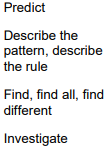 Predict
Describe the
pattern, describe
the rule
Find, find all, find
different
Investigate